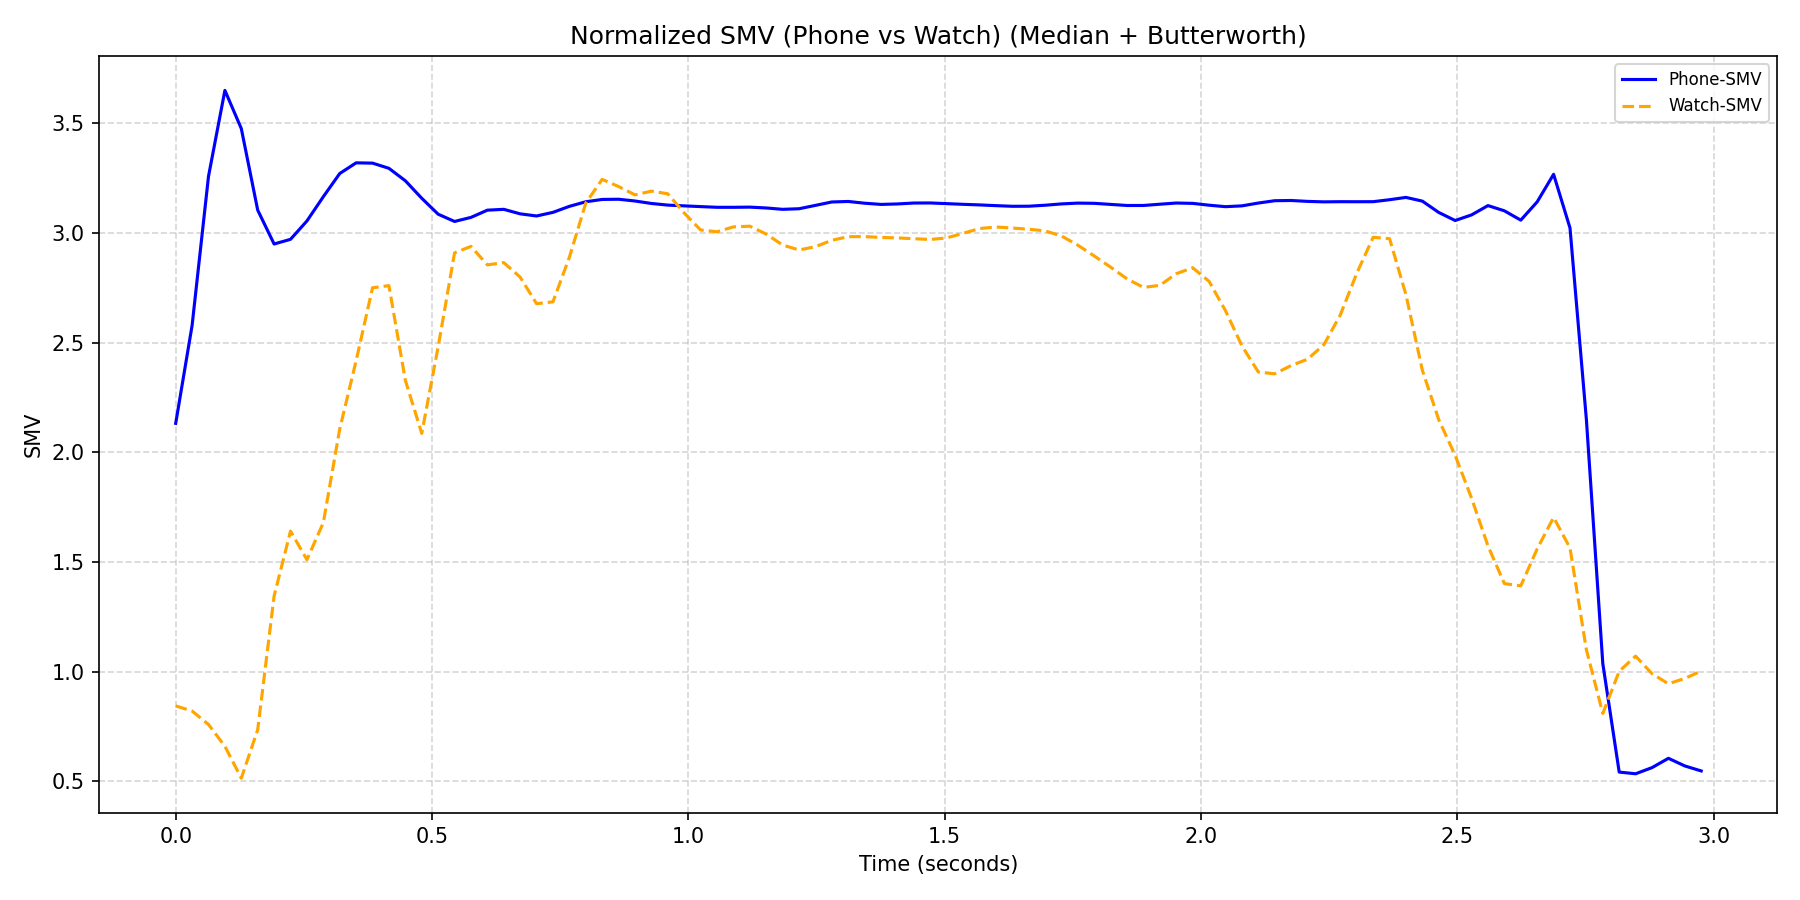 Normalized SMV (Phone vs Watch) (Median + Butterworth)
Phone-SMV
Watch-SMV
SMV
3.5
3.0
2.5
2.0
1.5
1.0
0.5
0.0 0.5 1.0 1.5 2.0 2.5 3.0
Time (seconds)